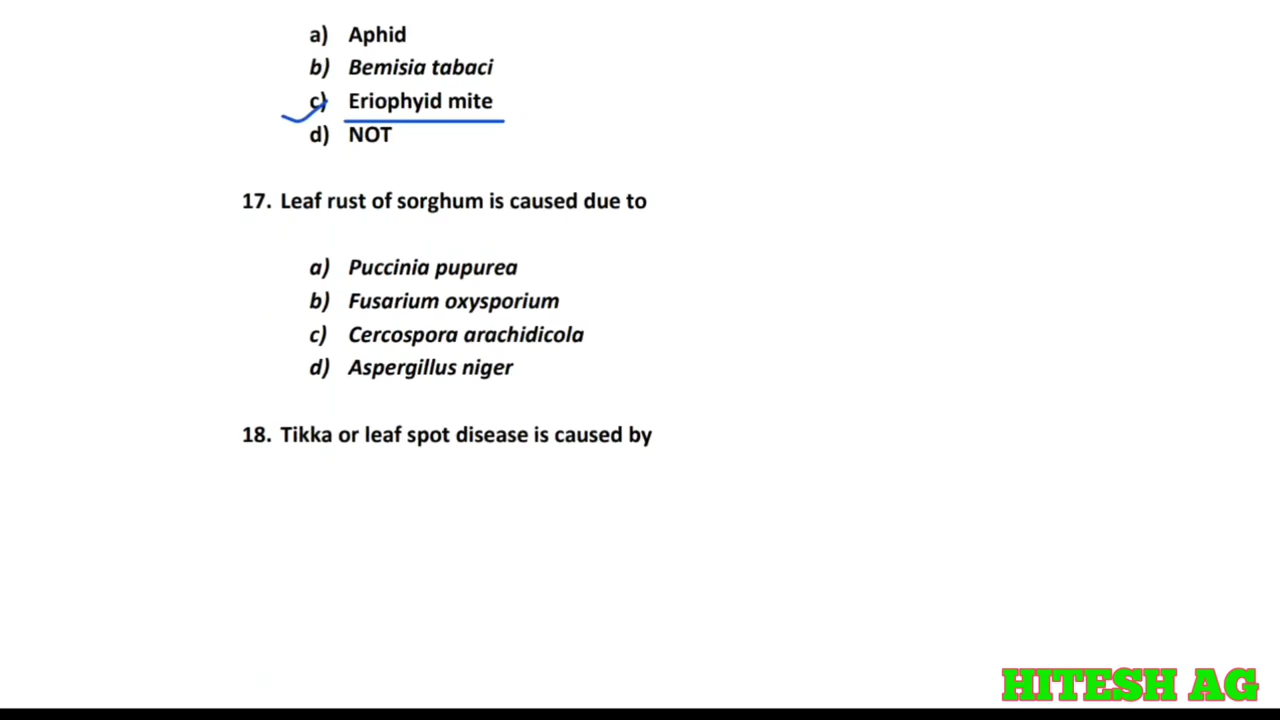 a) Aphid
b) Bemisia tabaci
c) Eriophyid mite
d) NOT
17. Leaf rust of sorghum is caused due to
a) Puccinia pupurea
b) Fusarium oxysporium
c) Cercospora arachidicola
d) Aspergillus niger
18. Tikka or leaf spot disease is caused by
HITESH AG